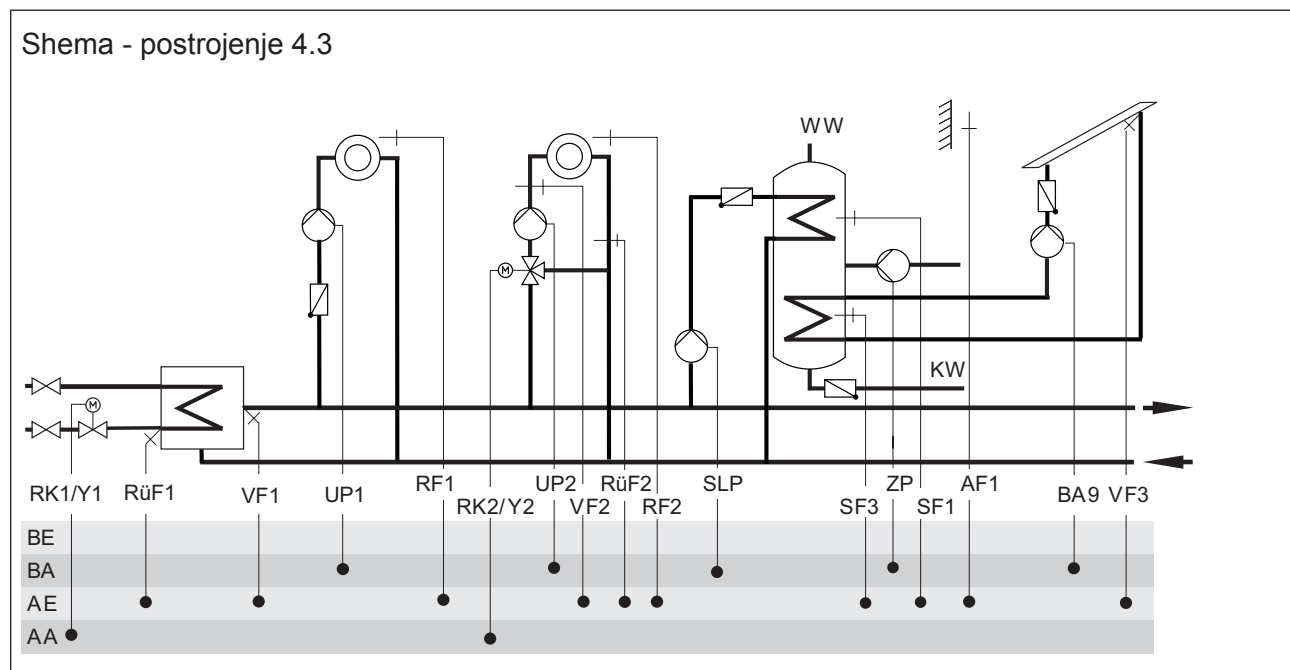 Shema - postrojenje 4.3
WW
M
KW
M
RK1/Y1 RüF1 VF1 UP1 RF1 RK2/Y2 UP2 VF2 RüF2 RF2 SLP SF3 ZP SF1 AF1 BA9 VF3
BE
BA
AE
AA